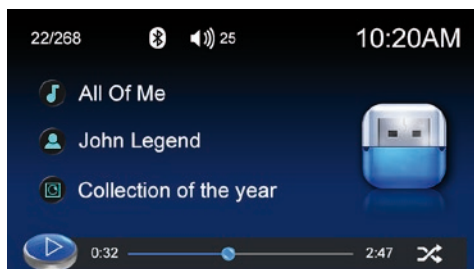 22/268 25 10:20AM
All Of Me
John Legend
Collection of the year
0:32 2:47